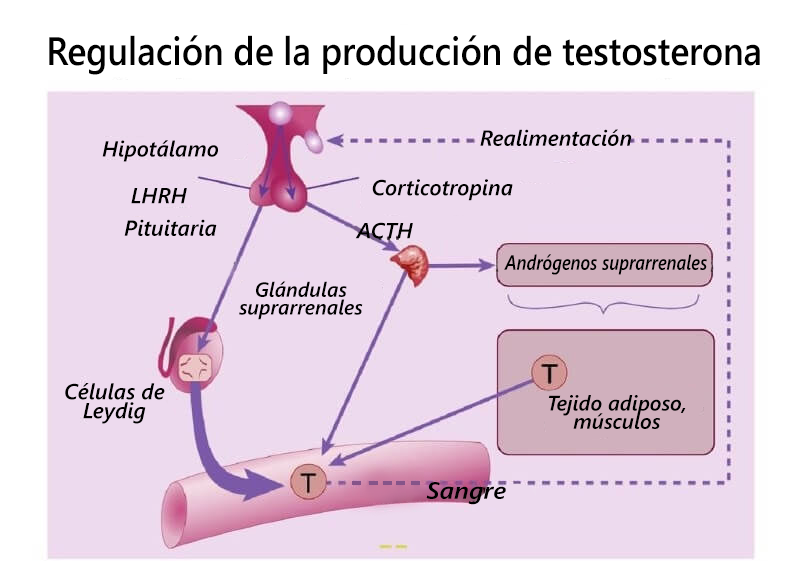 Regulación de la producción de testosterona
Realimentación
Hipotálamo
LHRH
Corticotropina
Pituitaria
ACTH
Andrógenos suprarrenales
Glándulas
suprarrenales
T
Células de
Leydig
Tejido adiposo,
músculos
T
Sangre